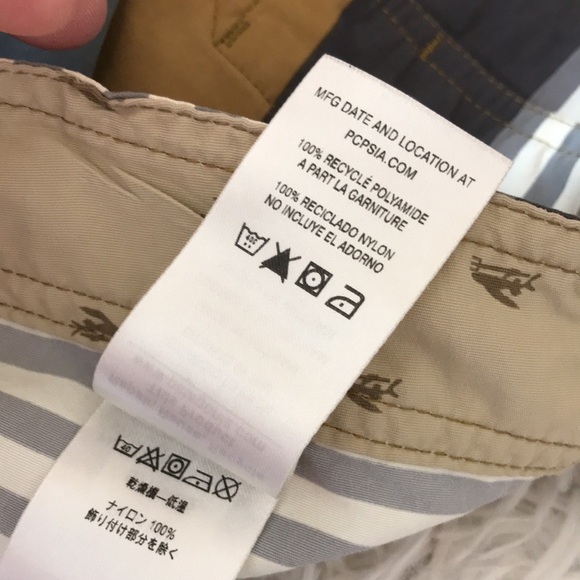 MFG DATE AND LOCATION AT
PCPSIA.COM
100% RECYCLÉ POLYAMIDE
A PART LA GARNITURE
100% RECICLADO NYLON
NO INCLUYE EL ADORNO
乾燥機―低温
ナイロン 100%
飾り付け部分を除く